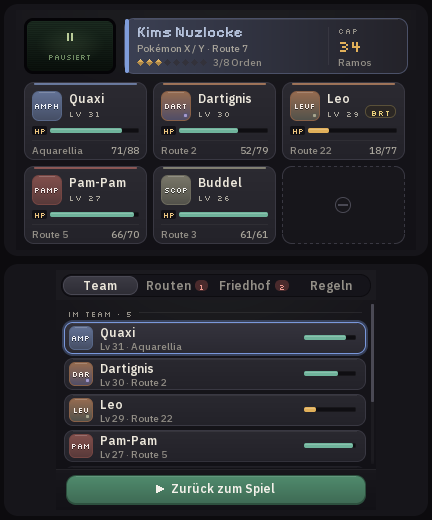 PAUSIERT
Kims Nuzlocke
Pokémon X / Y · Route 7
3/8 Orden
CAP
34
Ramos
AMPH
Quaxi
LV 31
HP
Aquarellia 71/88
DART
Dartignis
LV 30
HP
Route 2 52/79
LEUF
Leo
LV 29 BRT
HP
Route 22 18/77
PAMP
Pam-Pam
LV 27
HP
Route 5 66/70
SCOP
Buddel
LV 26
HP
Route 3 61/61
Team Routen 1 Friedhof 2 Regeln
IM TEAM · 5
AMP
Quaxi
Lv 31 · Aquarellia
DAR
Dartignis
Lv 30 · Route 2
LEU
Leo
Lv 29 · Route 22
PAM
Pam-Pam
Lv 27 · Route 5
Zurück zum Spiel